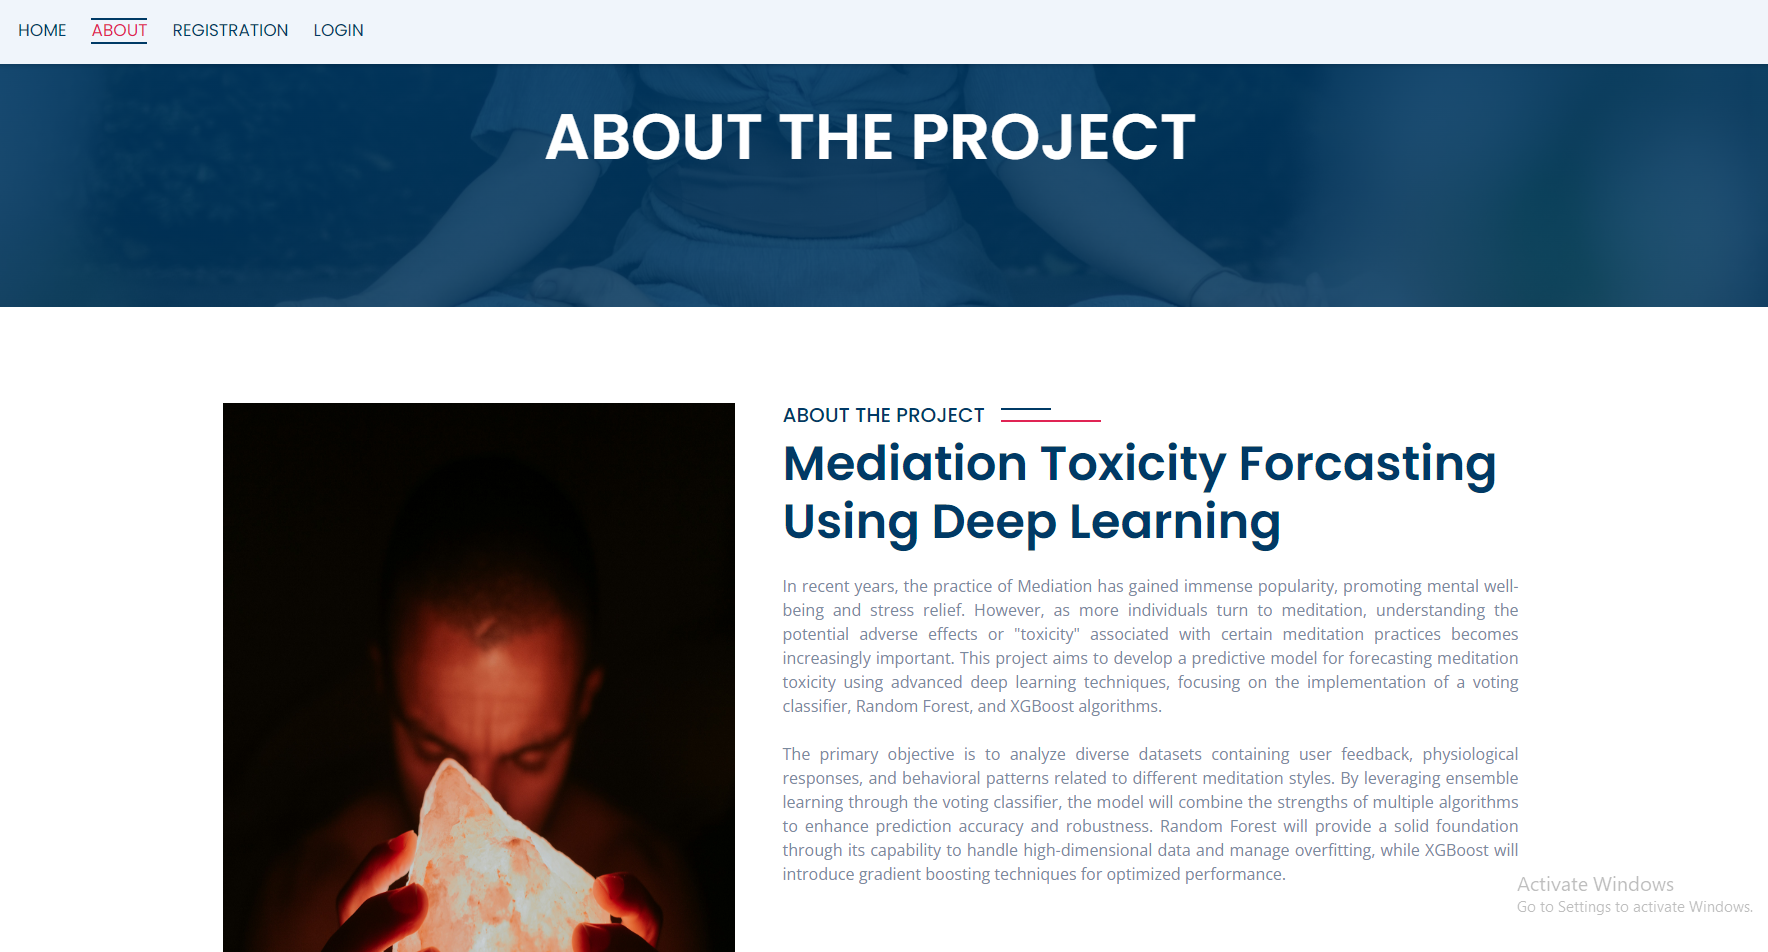 HOME ABOUT REGISTRATION LOGIN
ABOUT THE PROJECT
ABOUT THE PROJECT
Mediation Toxicity Forcasting
Using Deep Learning
In recent years, the practice of Mediation has gained immense popularity, promoting mental well-
being and stress relief. However, as more individuals turn to meditation, understanding the
potential adverse effects or "toxicity" associated with certain meditation practices becomes
increasingly important. This project aims to develop a predictive model for forecasting meditation
toxicity using advanced deep learning techniques, focusing on the implementation of a voting
classifier, Random Forest, and XGBoost algorithms.
The primary objective is to analyze diverse datasets containing user feedback, physiological
responses, and behavioral patterns related to different meditation styles. By leveraging ensemble
learning through the voting classifier, the model will combine the strengths of multiple algorithms
to enhance prediction accuracy and robustness. Random Forest will provide a solid foundation
through its capability to handle high-dimensional data and manage overfitting, while XGBoost will
introduce gradient boosting techniques for optimized performance.
Activate Windows
Go to Settings to activate Windows.